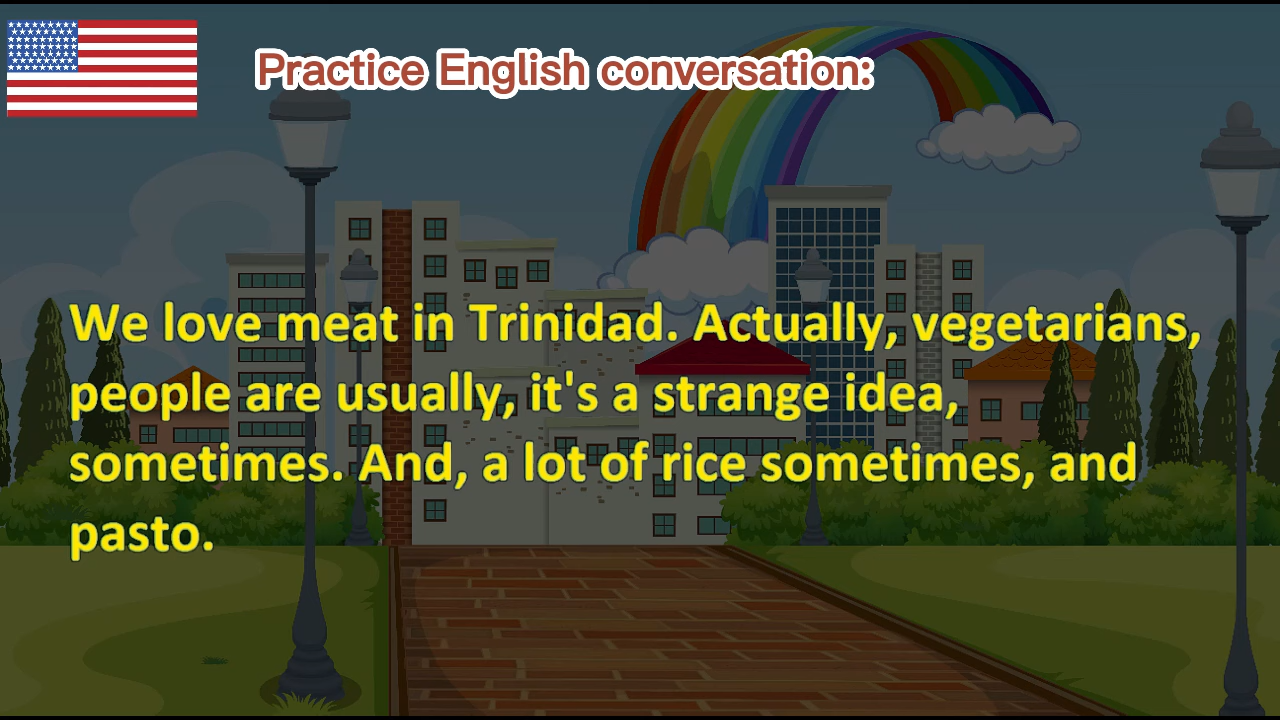 Practice English conversation:
We love meat in Trinidad. Actually, vegetarians,
people are usually, it's a strange idea,
sometimes. And, a lot of rice sometimes, and
pasto.